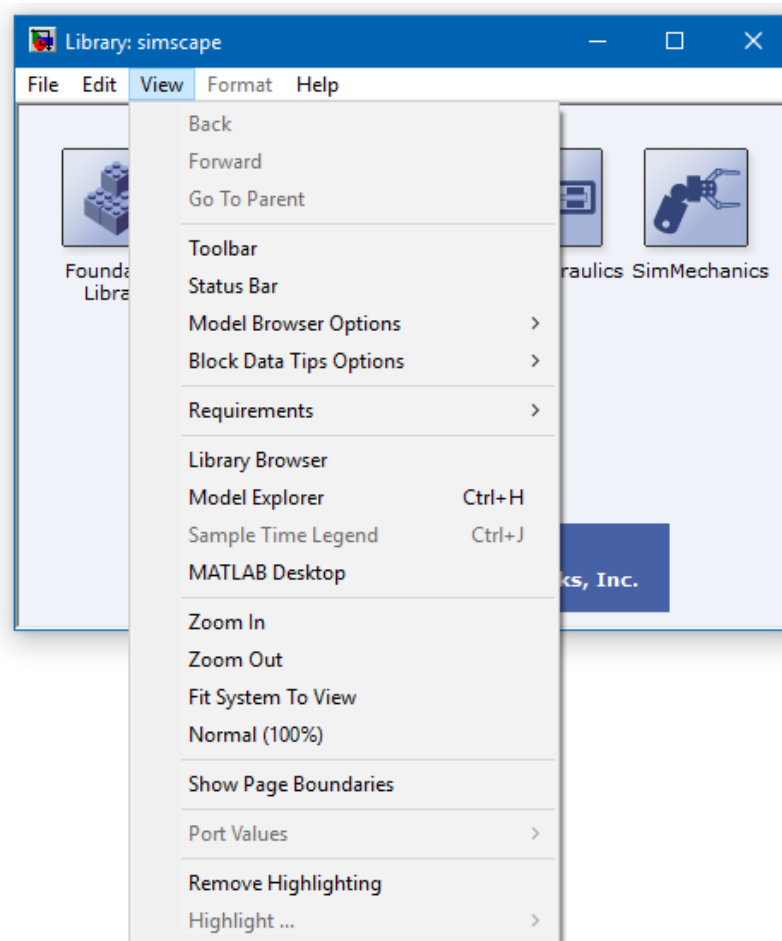 Library: simscape
File Edit View Format Help
Back
Forward
Go To Parent
Toolbar
Status Bar
Model Browser Options
Block Data Tips Options
Requirements
Library Browser
Model Explorer Ctrl+H
Sample Time Legend Ctrl+J
MATLAB Desktop
Zoom In
Zoom Out
Fit System To View
Normal (100%)
Show Page Boundaries
Port Values
Remove Highlighting
Highlight ...
Founda
Libra
raulics SimMechanics
ks, Inc.